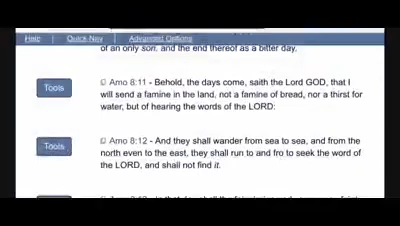 Help | Quick Nav | Advanced Options
of an only son, and the end thereof as a bitter day.
Tools
Amo 8:11 - Behold, the days come, saith the Lord GOD, that I
will send a famine in the land, not a famine of bread, nor a thirst for
water, but of hearing the words of the LORD:
Tools
Amo 8:12 - And they shall wander from sea to sea, and from the
north even to the east, they shall run to and fro to seek the word of
the LORD, and shall not find it.